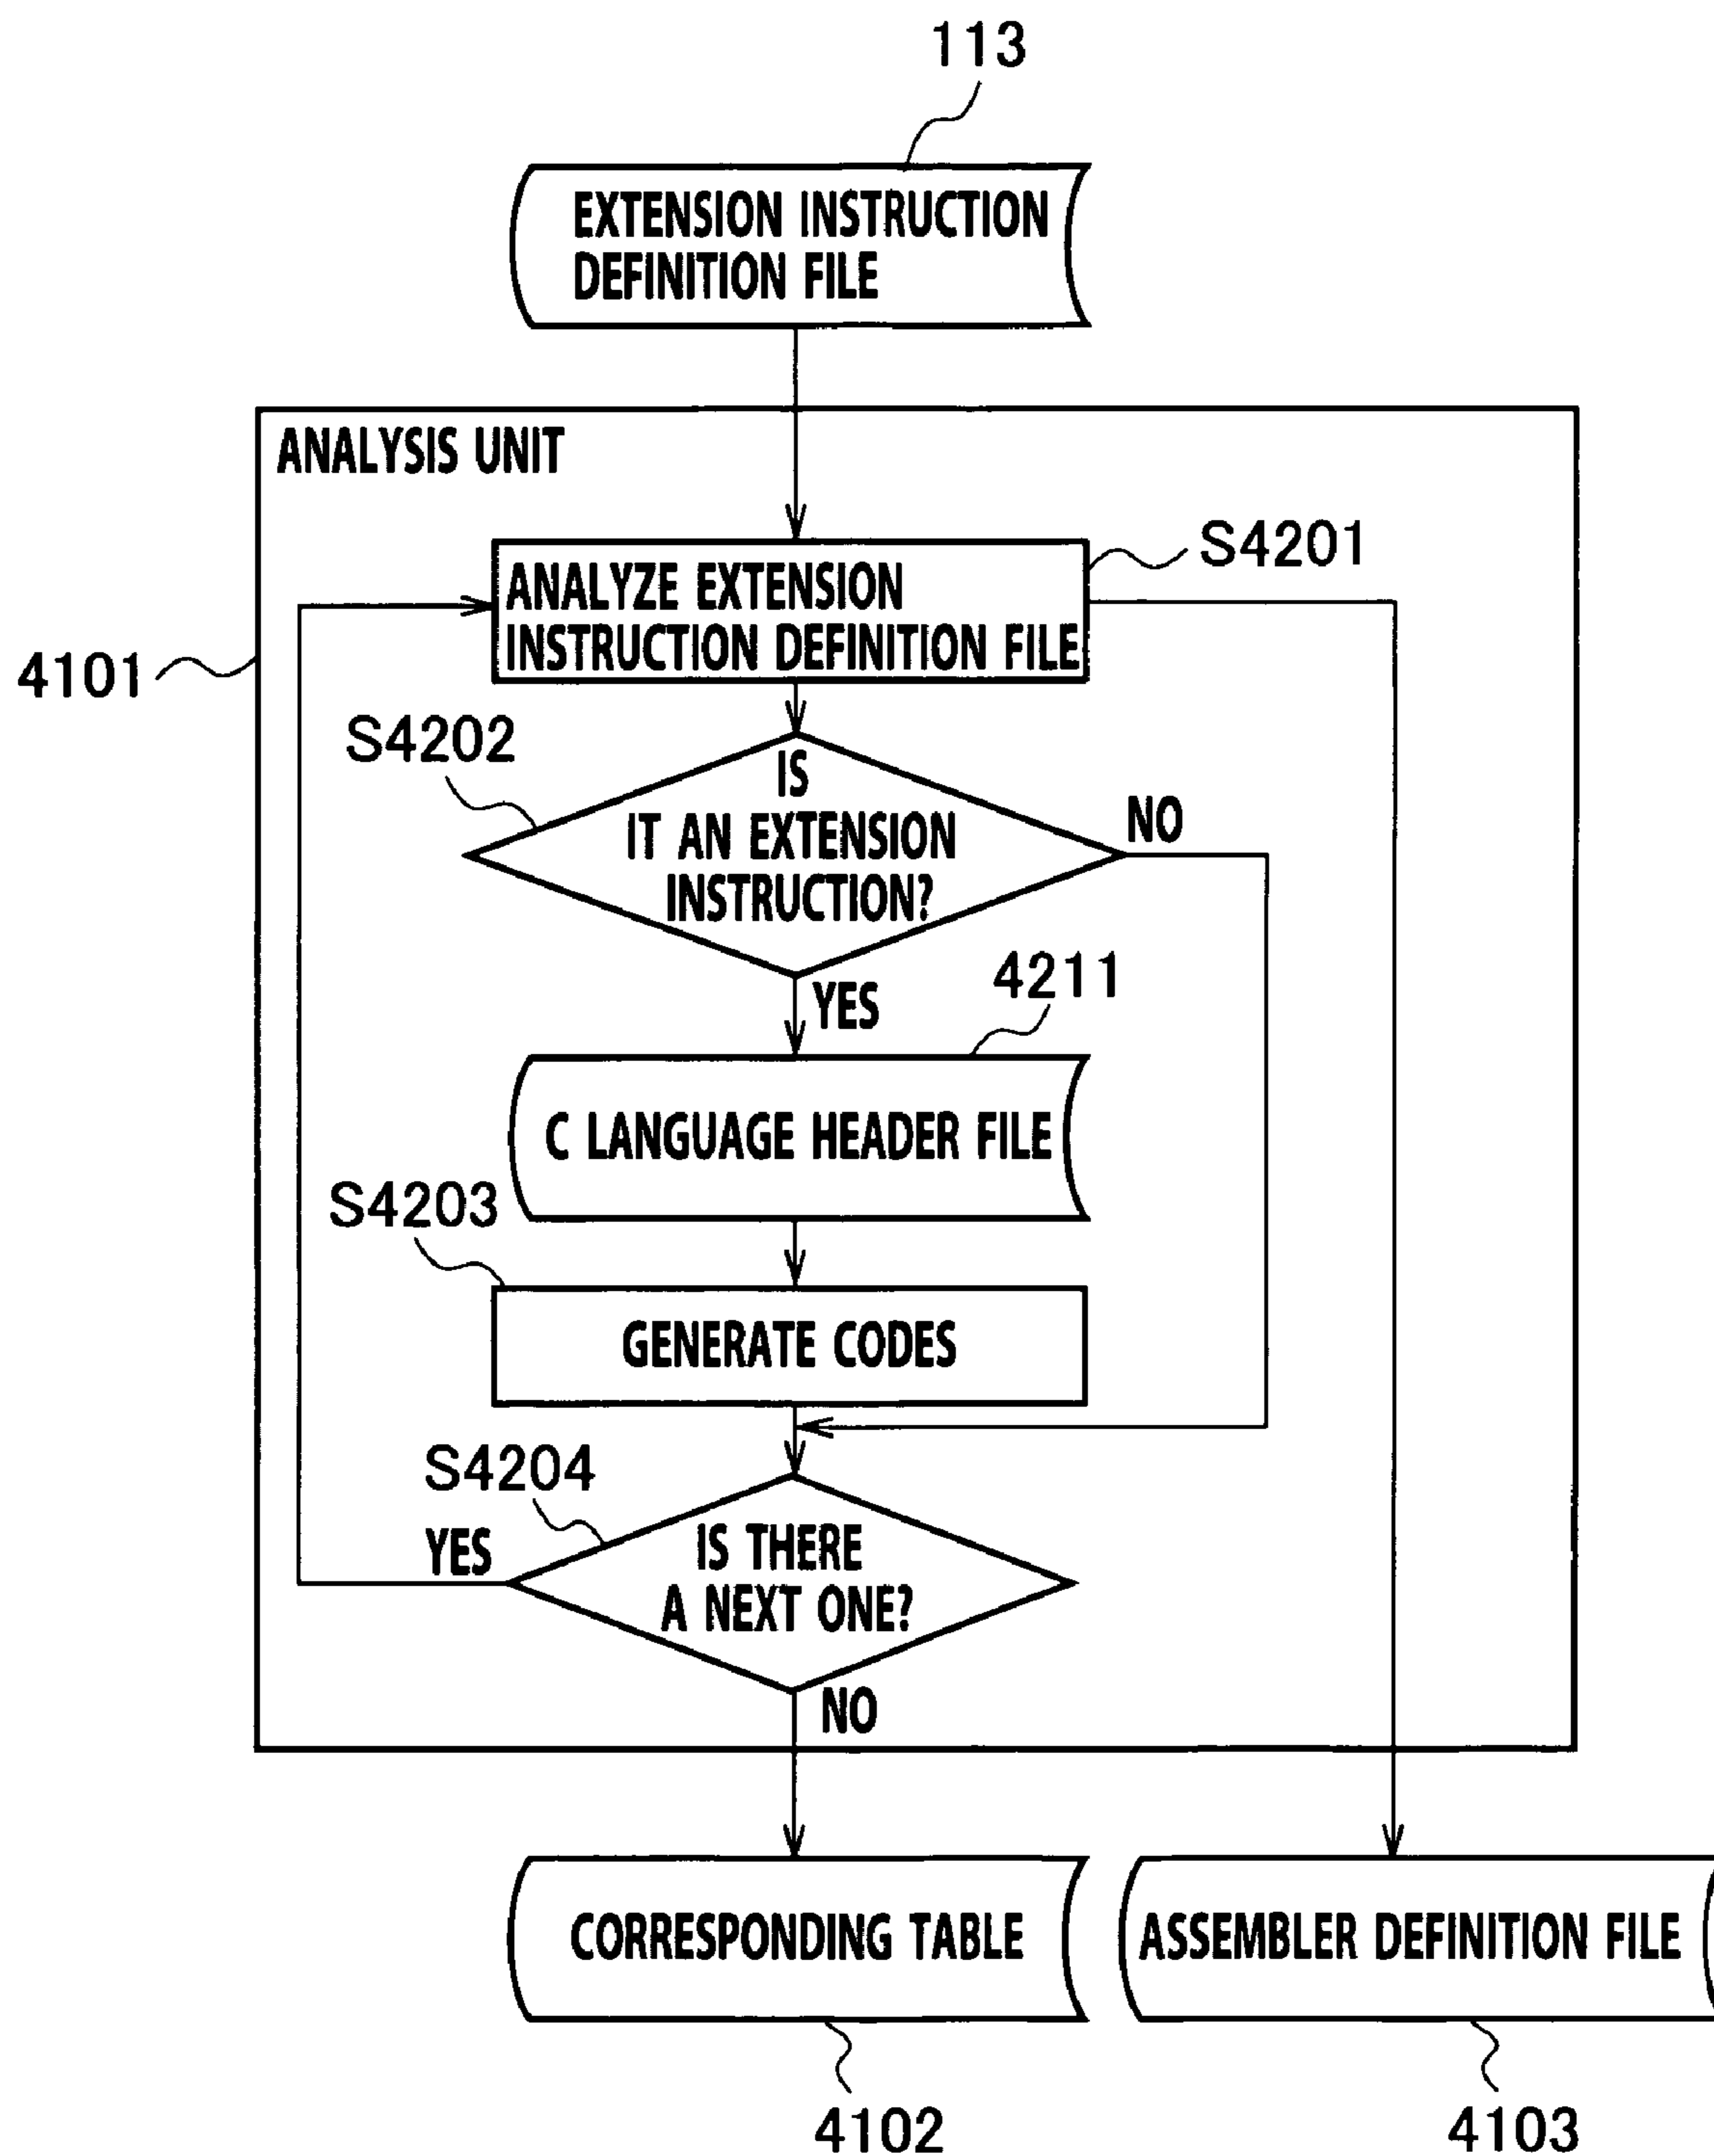 113
EXTENSION INSTRUCTION
DEFINITION FILE
ANALYSIS UNIT
S4201
ANALYZE EXTENSION
INSTRUCTION DEFINITION FILE
4101
S4202
IS
IT AN EXTENSION
INSTRUCTION?
NO
YES
4211
C LANGUAGE HEADER FILE
S4203
GENERATE CODES
S4204
YES
IS THERE
A NEXT ONE?
NO
CORRESPONDING TABLE
ASSEMBLER DEFINITION FILE
4102
4103